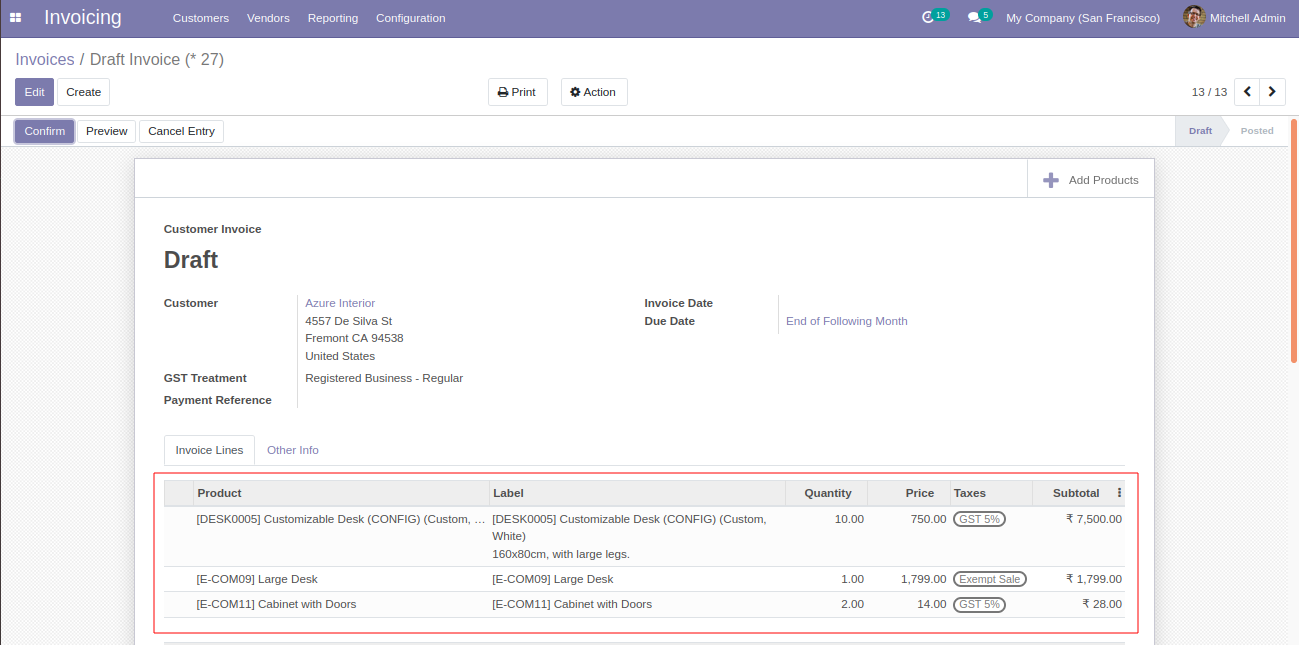 Invoicing Customers Vendors Reporting Configuration 13 5 My Company (San Francisco) Mitchell Admin
Invoices / Draft Invoice (* 27)
Edit Create Print Action 13 / 13
Confirm Preview Cancel Entry Draft Posted
Add Products
Customer Invoice
Draft
Customer Azure Interior Invoice Date
4557 De Silva St Due Date End of Following Month
Fremont CA 94538
United States
GST Treatment Registered Business - Regular
Payment Reference
Invoice Lines Other Info
Product Label Quantity Price Taxes Subtotal
[DESK0005] Customizable Desk (CONFIG) (Custom, … [DESK0005] Customizable Desk (CONFIG) (Custom, 10.00 750.00 GST 5% ₹ 7,500.00
White)
160x80cm, with large legs.
[E-COM09] Large Desk [E-COM09] Large Desk 1.00 1,799.00 Exempt Sale ₹ 1,799.00
[E-COM11] Cabinet with Doors [E-COM11] Cabinet with Doors 2.00 14.00 GST 5% ₹ 28.00